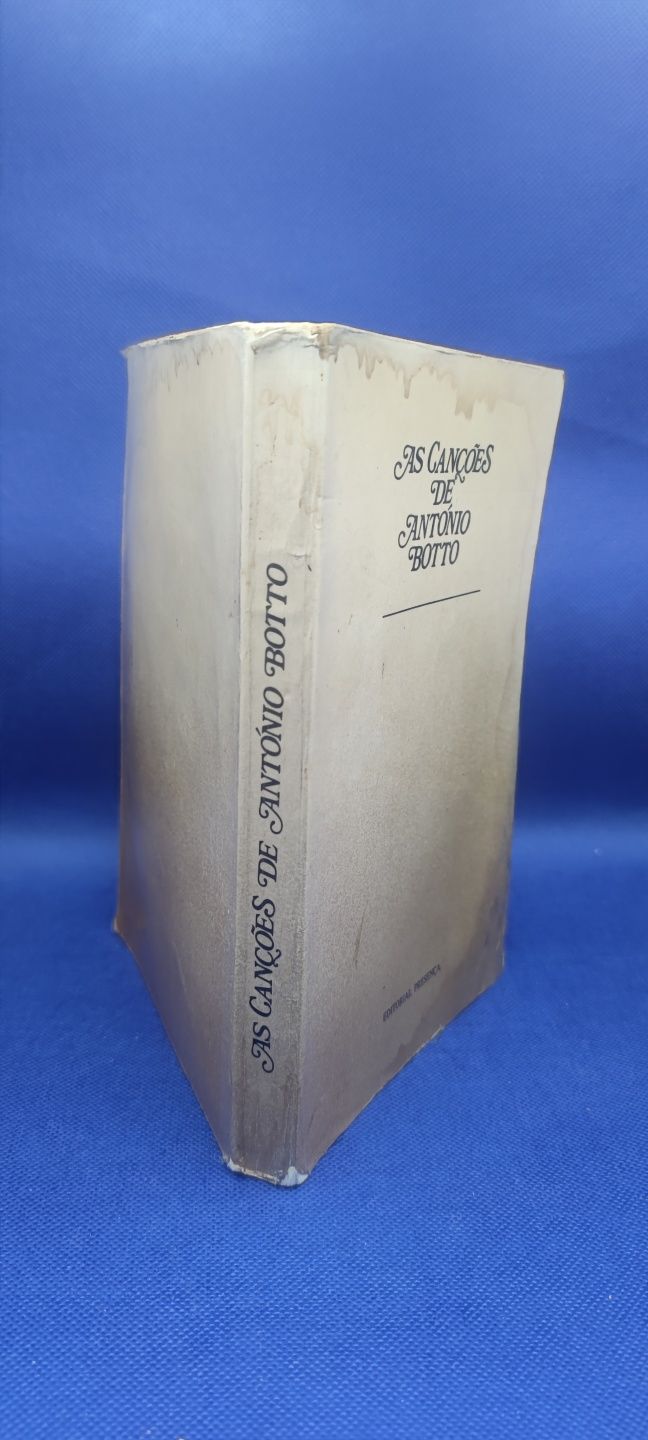 AS CANÇÕES DE ANTÓNIO BOTTO
AS CANÇÕES
DE
ANTÓNIO
BOTTO
EDITORIAL PRESENÇA